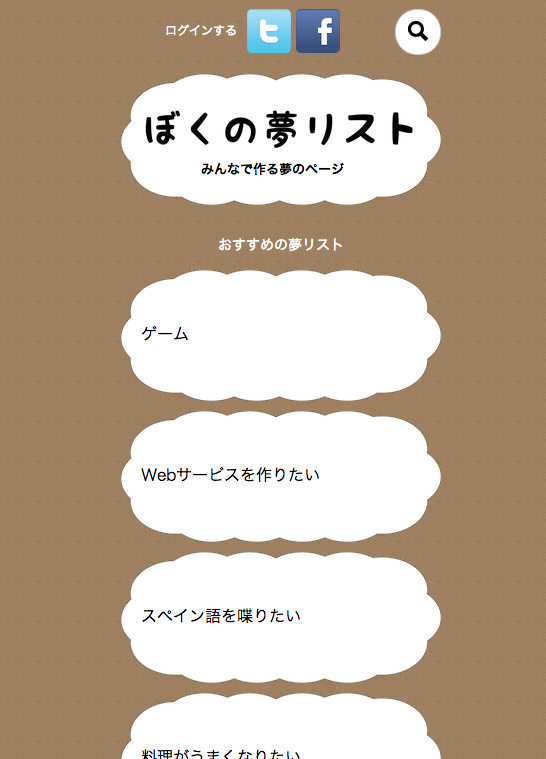 ログインする
ぼくの夢リスト
みんなで作る夢のページ
おすすめの夢リスト
ゲーム
Webサービスを作りたい
スペイン語を喋りたい
料理がうまくなりたい